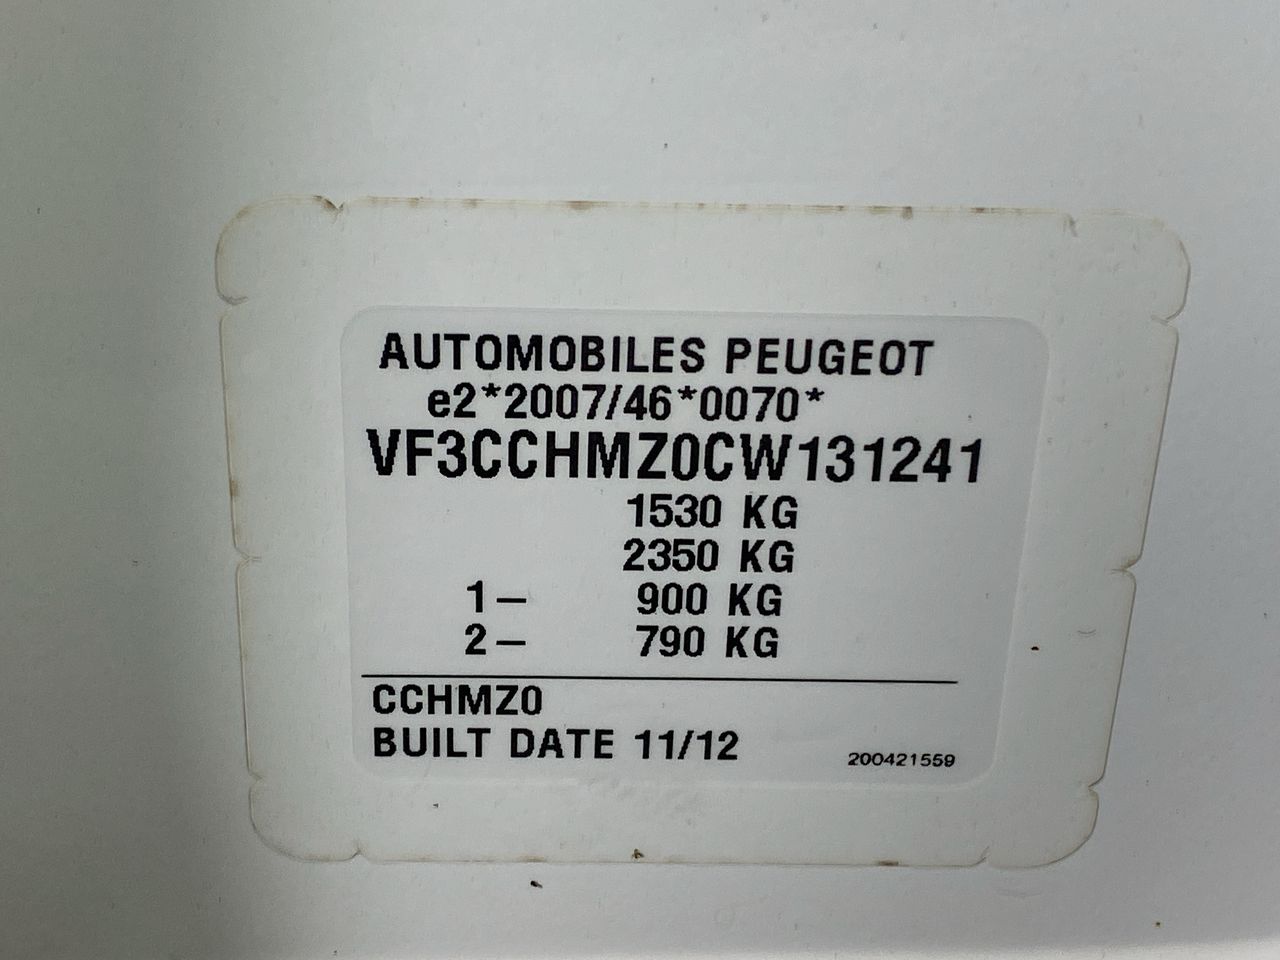 AUTOMOBILES PEUGEOT
e2*2007/46*0070*
VF3CCHMZ0CW131241
1530 KG
2350 KG
1– 900 KG
2– 790 KG
CCHMZ0
BUILT DATE 11/12
200421559